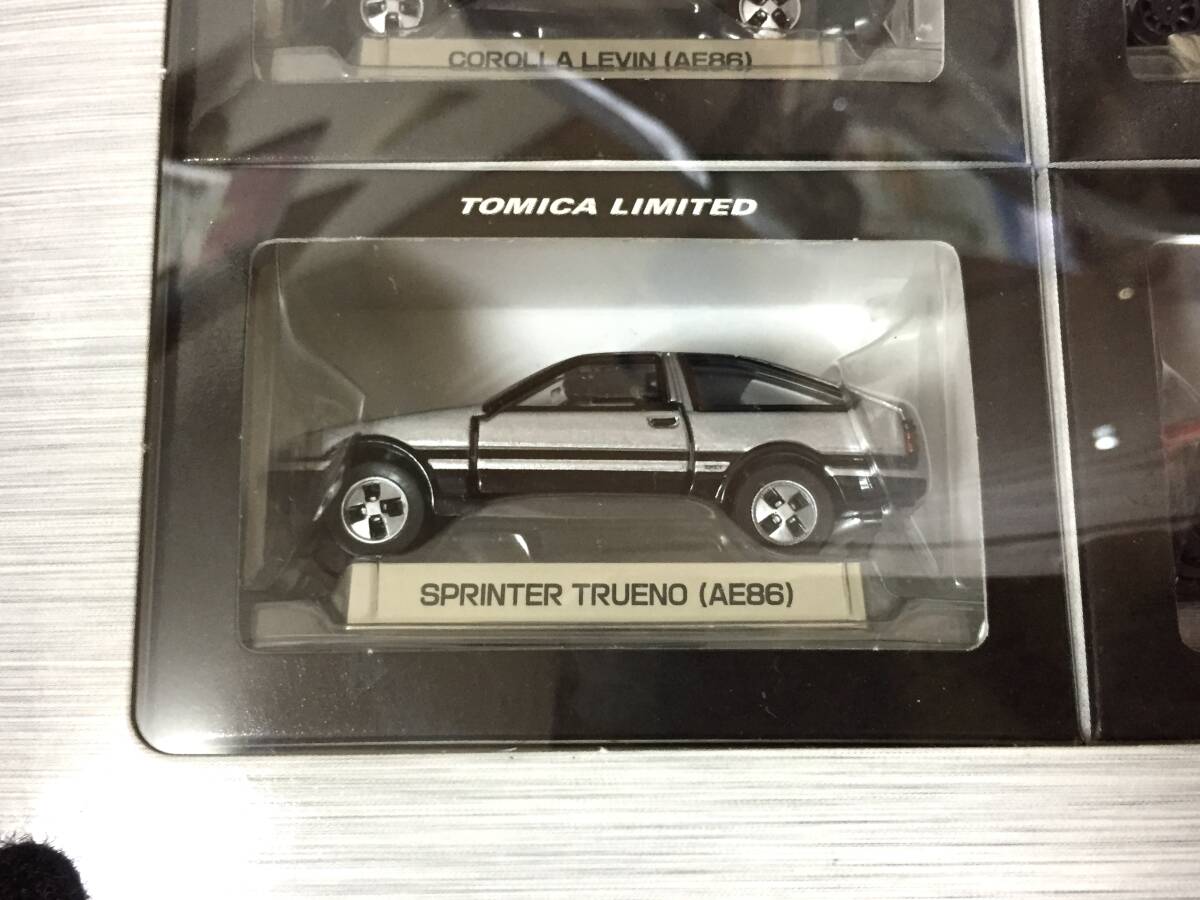 COROLLA LEVIN (AE86)
TOMICA LIMITED
SPRINTER TRUENO (AE86)